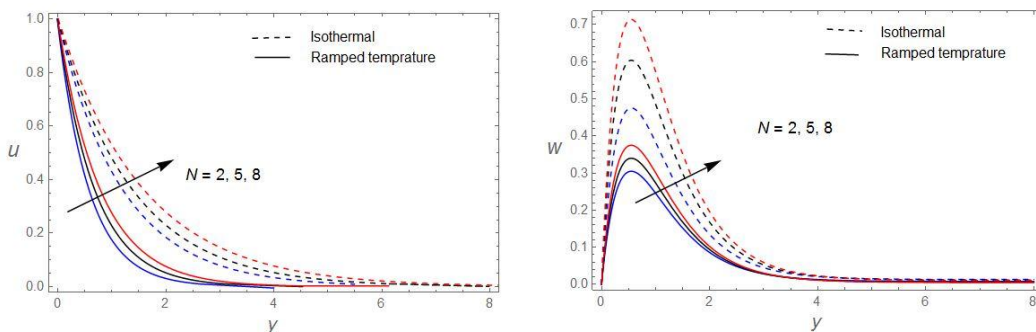 1.0
0.8
0.6
0.4
0.2
0.0
u
0
2
4
6
8
y
Isothermal
Ramped temprature
N = 2, 5, 8
0.7
0.6
0.5
0.4
0.3
0.2
0.1
0.0
w
0
2
4
6
8
y
Isothermal
Ramped temprature
N = 2, 5, 8